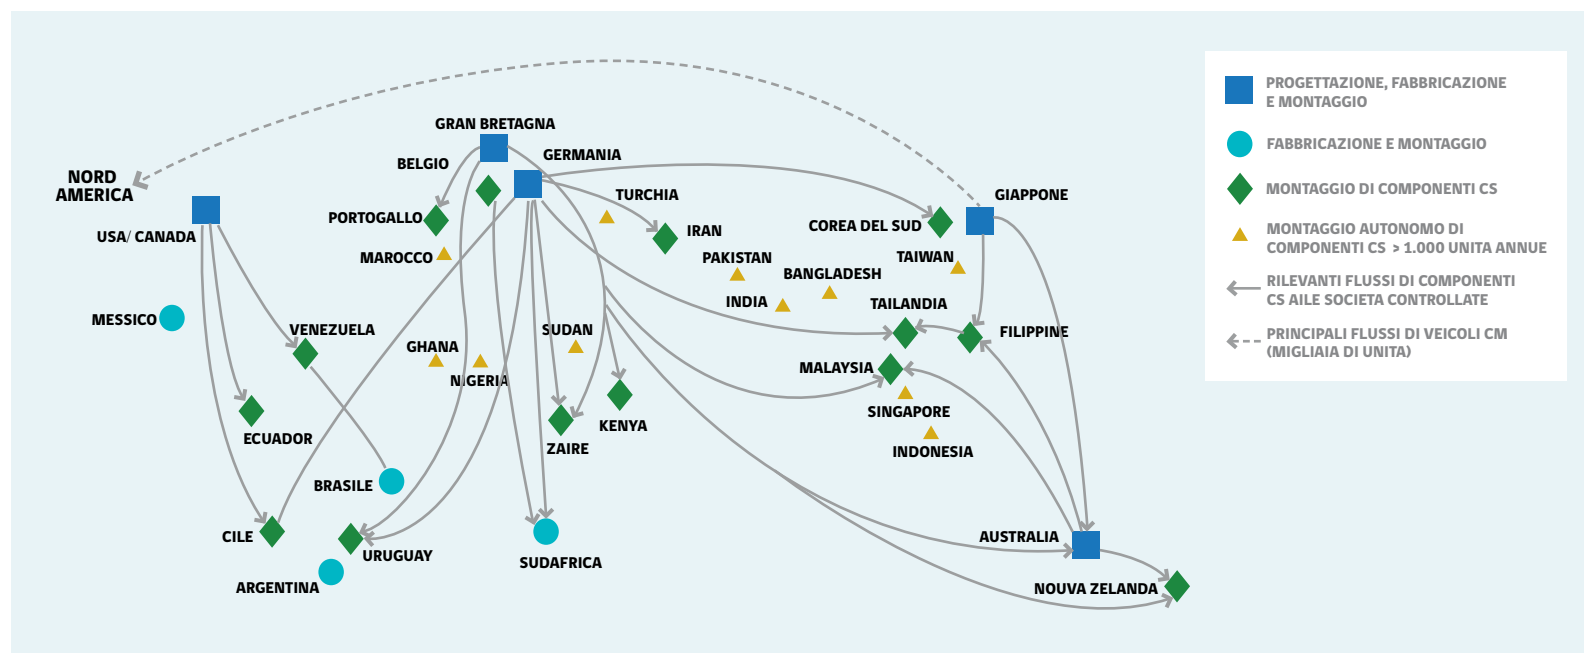 GRAN BRETAGNA
BELGIO
GERMANIA
NORD
AMERICA
TURCHIA
GIAPPONE
PORTOGALLO
USA/ CANADA
IRAN
COREA DEL SUD
MAROCCO
PAKISTAN
TAIWAN
BANGLADESH
INDIA
TAILANDIA
MESSICO
VENEZUELA
SUDAN
FILIPPINE
GHANA
NIGERIA
MALAYSIA
SINGAPORE
ECUADOR
KENYA
ZAIRE
INDONESIA
BRASILE
CILE
URUGUAY
SUDAFRICA
AUSTRALIA
ARGENTINA
NOUVA ZELANDA
PROGETTAZIONE, FABBRICAZIONE
E MONTAGGIO
FABBRICAZIONE E MONTAGGIO
MONTAGGIO DI COMPONENTI CS
MONTAGGIO AUTONOMO DI
COMPONENTI CS > 1.000 UNITA ANNUE
RILEVANTI FLUSSI DI COMPONENTI
CS AILE SOCIETA CONTROLLATE
PRINCIPALI FLUSSI DI VEICOLI CM
(MIGLIAIA DI UNITA)